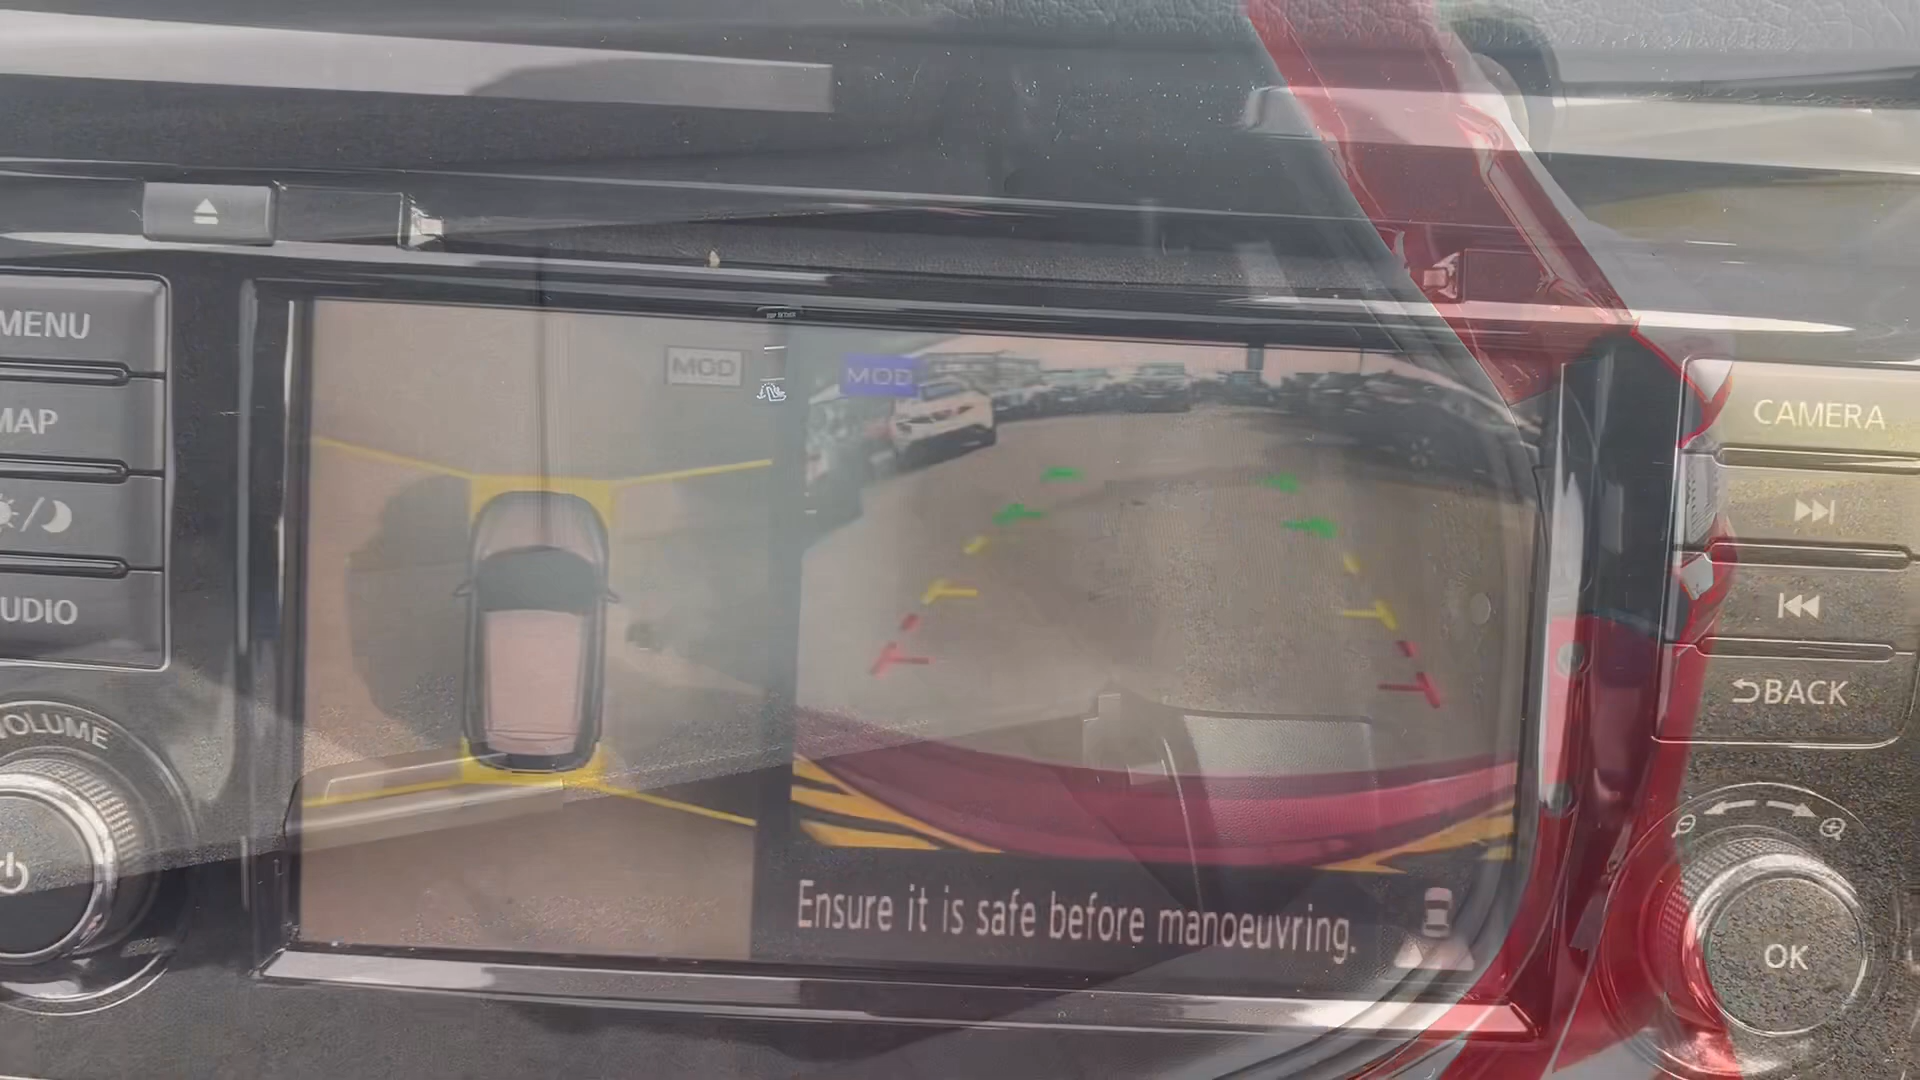 MENU
MAP
UDIO
VOLUME
MOD
MOD
Ensure it is safe before manoeuvring.
CAMERA
BACK
OK